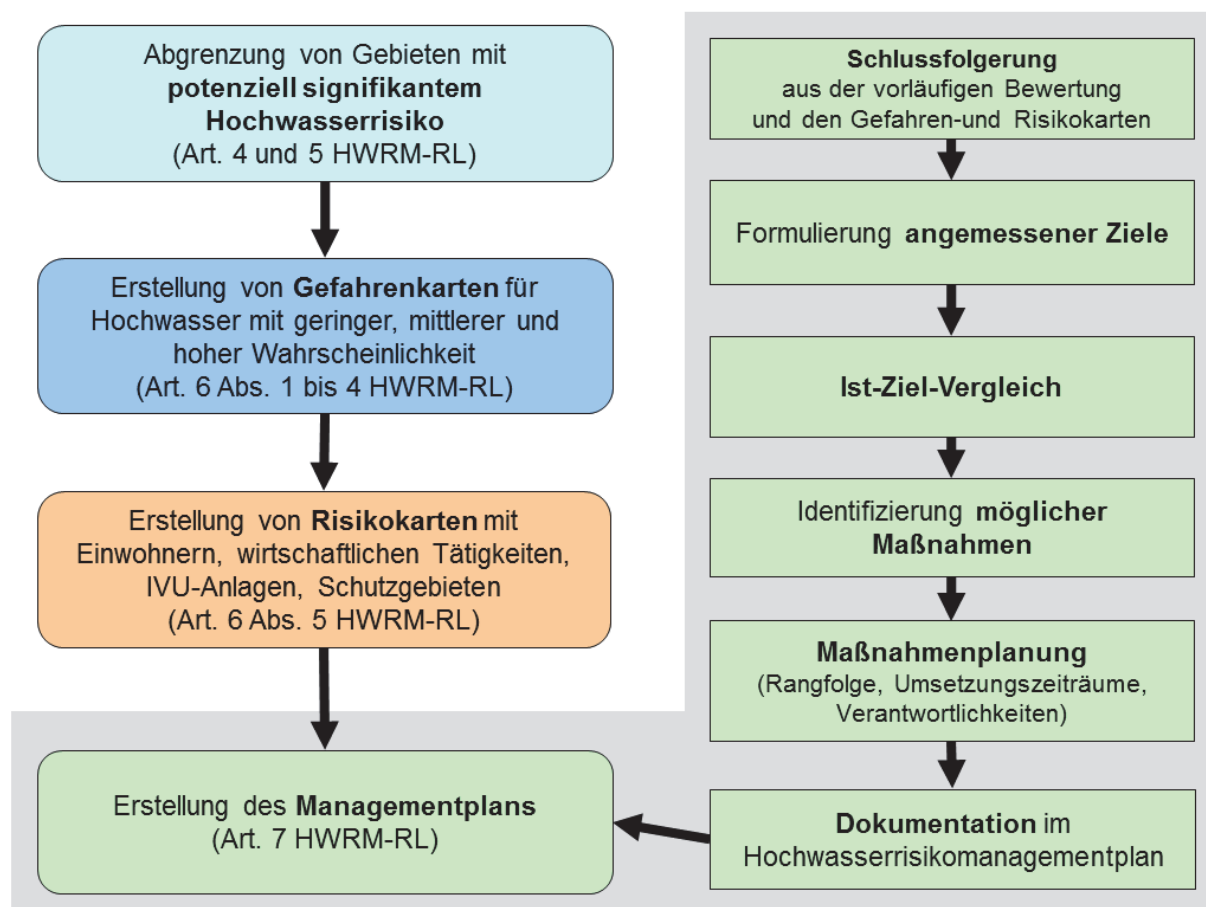 Abgrenzung von Gebieten mit
potenziell signifikantem
Hochwasserrisiko
(Art. 4 und 5 HWRM-RL)
Erstellung von Gefahrenkarten für
Hochwasser mit geringer, mittlerer und
hoher Wahrscheinlichkeit
(Art. 6 Abs. 1 bis 4 HWRM-RL)
Erstellung von Risikokarten mit
Einwohnern, wirtschaftlichen Tätigkeiten,
IVU-Anlagen, Schutzgebieten
(Art. 6 Abs. 5 HWRM-RL)
Erstellung des Managementplans
(Art. 7 HWRM-RL)
Schlussfolgerung
aus der vorläufigen Bewertung
und den Gefahren-und Risikokarten
Formulierung angemessener Ziele
Ist-Ziel-Vergleich
Identifizierung möglicher
Maßnahmen
Maßnahmenplanung
(Rangfolge, Umsetzungszeiträume,
Verantwortlichkeiten)
Dokumentation im
Hochwasserrisikomanagementplan